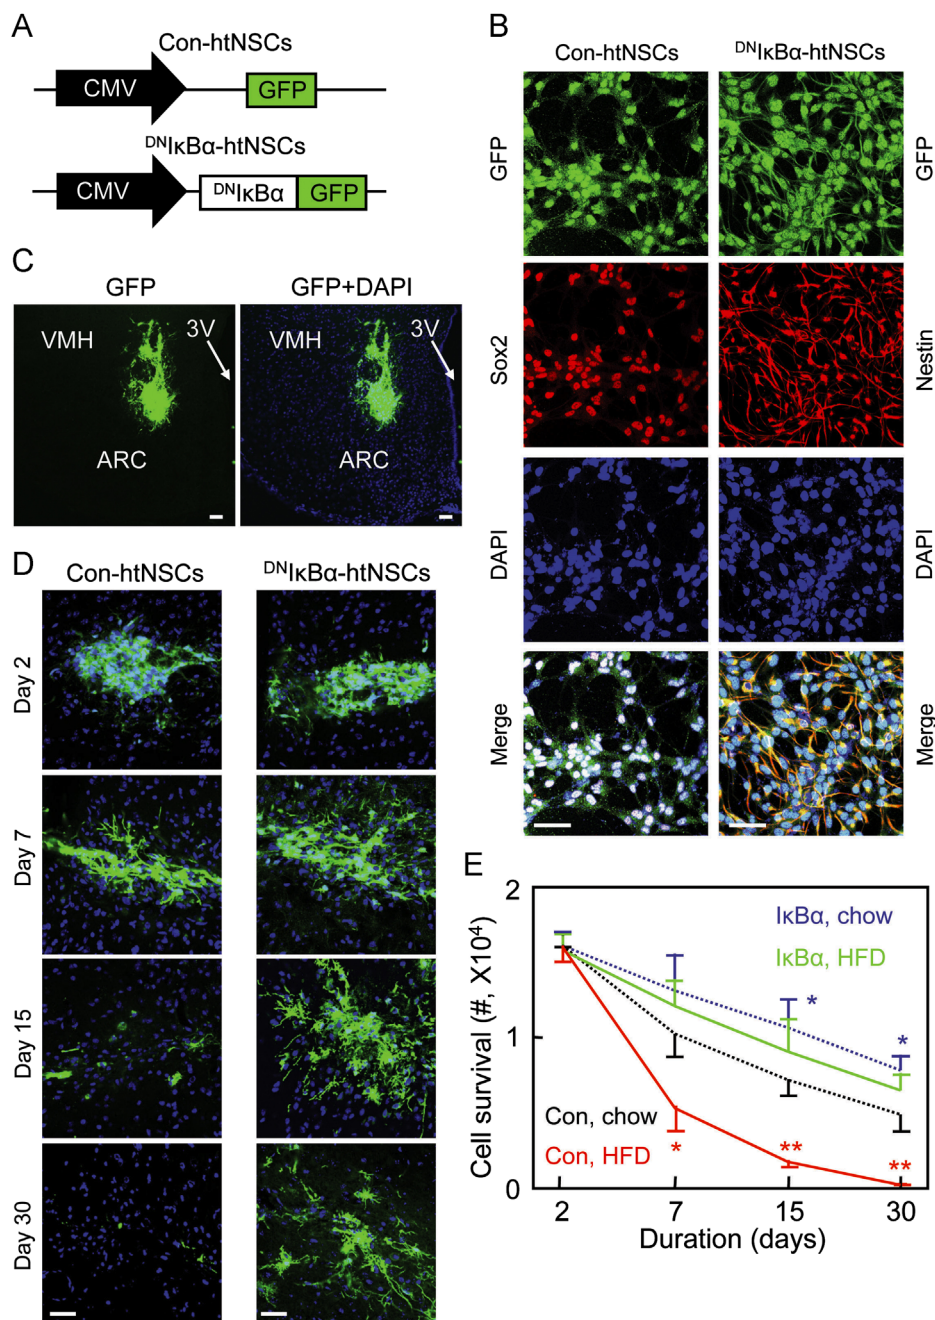 A
Con-htNSCs
CMV
GFP
DNIκBα-htNSCs
CMV
DNIκBα
GFP
B
Con-htNSCs
DNIκBα-htNSCs
GFP
GFP
Sox2
Nestin
DAPI
DAPI
Merge
Merge
C
GFP
GFP+DAPI
VMH
3V
VMH
3V
ARC
ARC
D
Con-htNSCs
DNIκBα-htNSCs
Day 2
Day 7
Day 15
Day 30
E
Cell survival (#, X10⁴)
2
1
0
IκBα, chow
IκBα, HFD
*
*
Con, chow
Con, HFD
*
**
**
2
7
15
30
Duration (days)